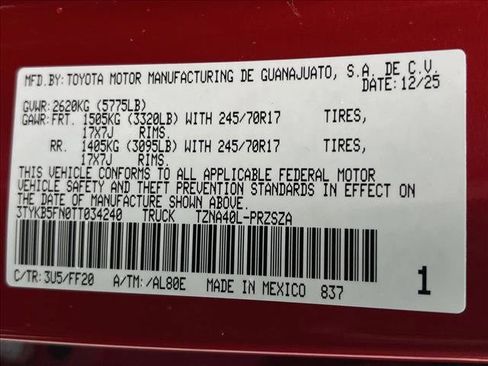 MFD.BY:TOYOTA MOTOR MANUFACTURING DE GUANAJUATO, S.A. DE C.V.
DATE: 12/25
GVWR: 2620KG (5775LB)
GAWR: FRT. 1505KG (3320LB) WITH 245/70R17 TIRES,
17X7J RIMS.
RR. 1405KG (3095LB) WITH 245/70R17 TIRES,
17X7J RIMS.
THIS VEHICLE CONFORMS TO ALL APPLICABLE FEDERAL MOTOR
VEHICLE SAFETY AND THEFT PREVENTION STANDARDS IN EFFECT ON
THE DATE OF MANUFACTURE SHOWN ABOVE.
3TYKB5FN0TT034240 TRUCK TZNA40L-PRZSZA
C/TR: 3U5/FF20 A/TM: /AL80E MADE IN MEXICO 837 1